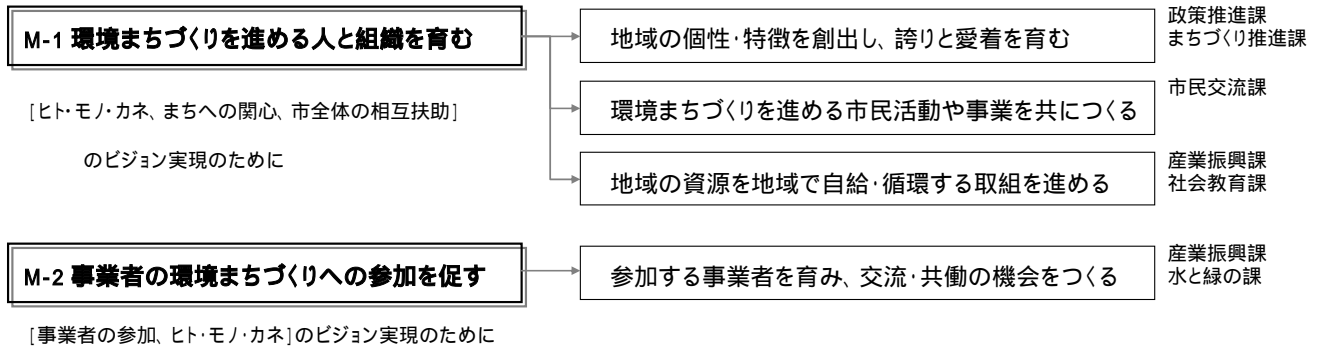 M-1 環境まちづくりを進める人と組織を育む
[ヒト・モノ・カネ、まちへの関心、市全体の相互扶助]
のビジョン実現のために
地域の個性・特徴を創出し、誇りと愛着を育む
政策推進課
まちづくり推進課
環境まちづくりを進める市民活動や事業を共につくる
市民交流課
地域の資源を地域で自給・循環する取組を進める
産業振興課
社会教育課
M-2 事業者の環境まちづくりへの参加を促す
[事業者の参加、ヒト・モノ・カネ]のビジョン実現のために
参加する事業者を育み、交流・共働の機会をつくる
産業振興課
水と緑の課